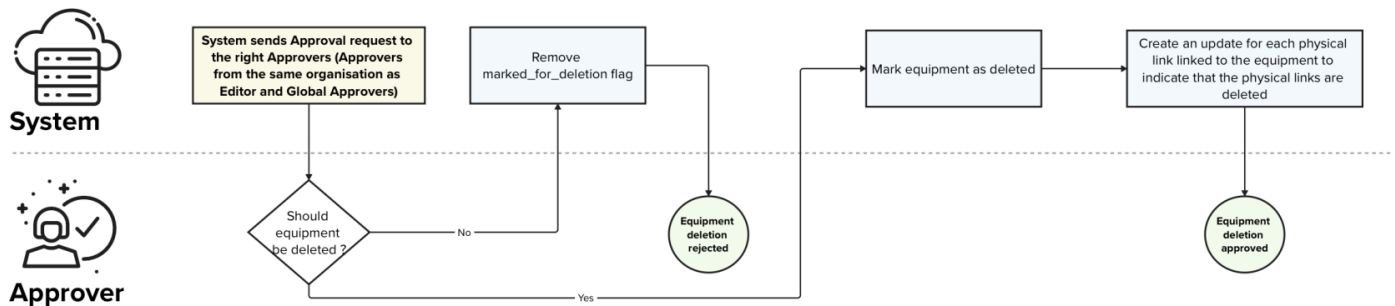 System sends Approval request to
the right Approvers (Approvers
from the same organisation as
Editor and Global Approvers)
Remove
marked_for_deletion flag
Mark equipment as deleted
Create an update for each physical
link linked to the equipment to
indicate that the physical links are
deleted
System
Should
equipment
be deleted ?
No
Equipment
deletion
rejected
Equipment
deletion
approved
Yes
Approver